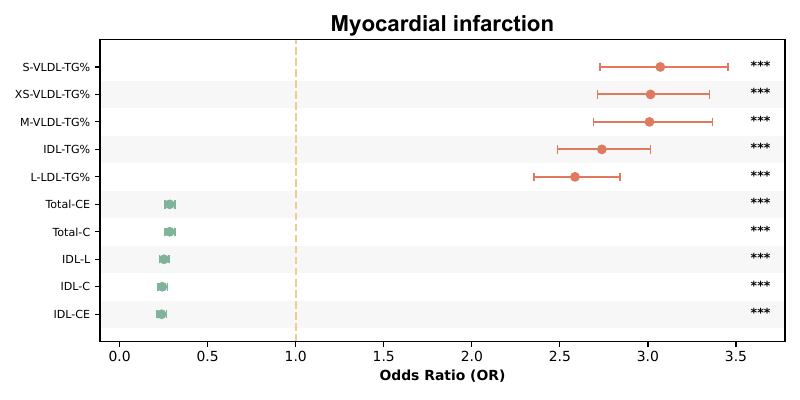 Myocardial infarction
S-VLDL-TG% ***
XS-VLDL-TG% ***
M-VLDL-TG% ***
IDL-TG% ***
L-LDL-TG% ***
Total-CE ***
Total-C ***
IDL-L ***
IDL-C ***
IDL-CE ***
0.0 0.5 1.0 1.5 2.0 2.5 3.0 3.5
Odds Ratio (OR)